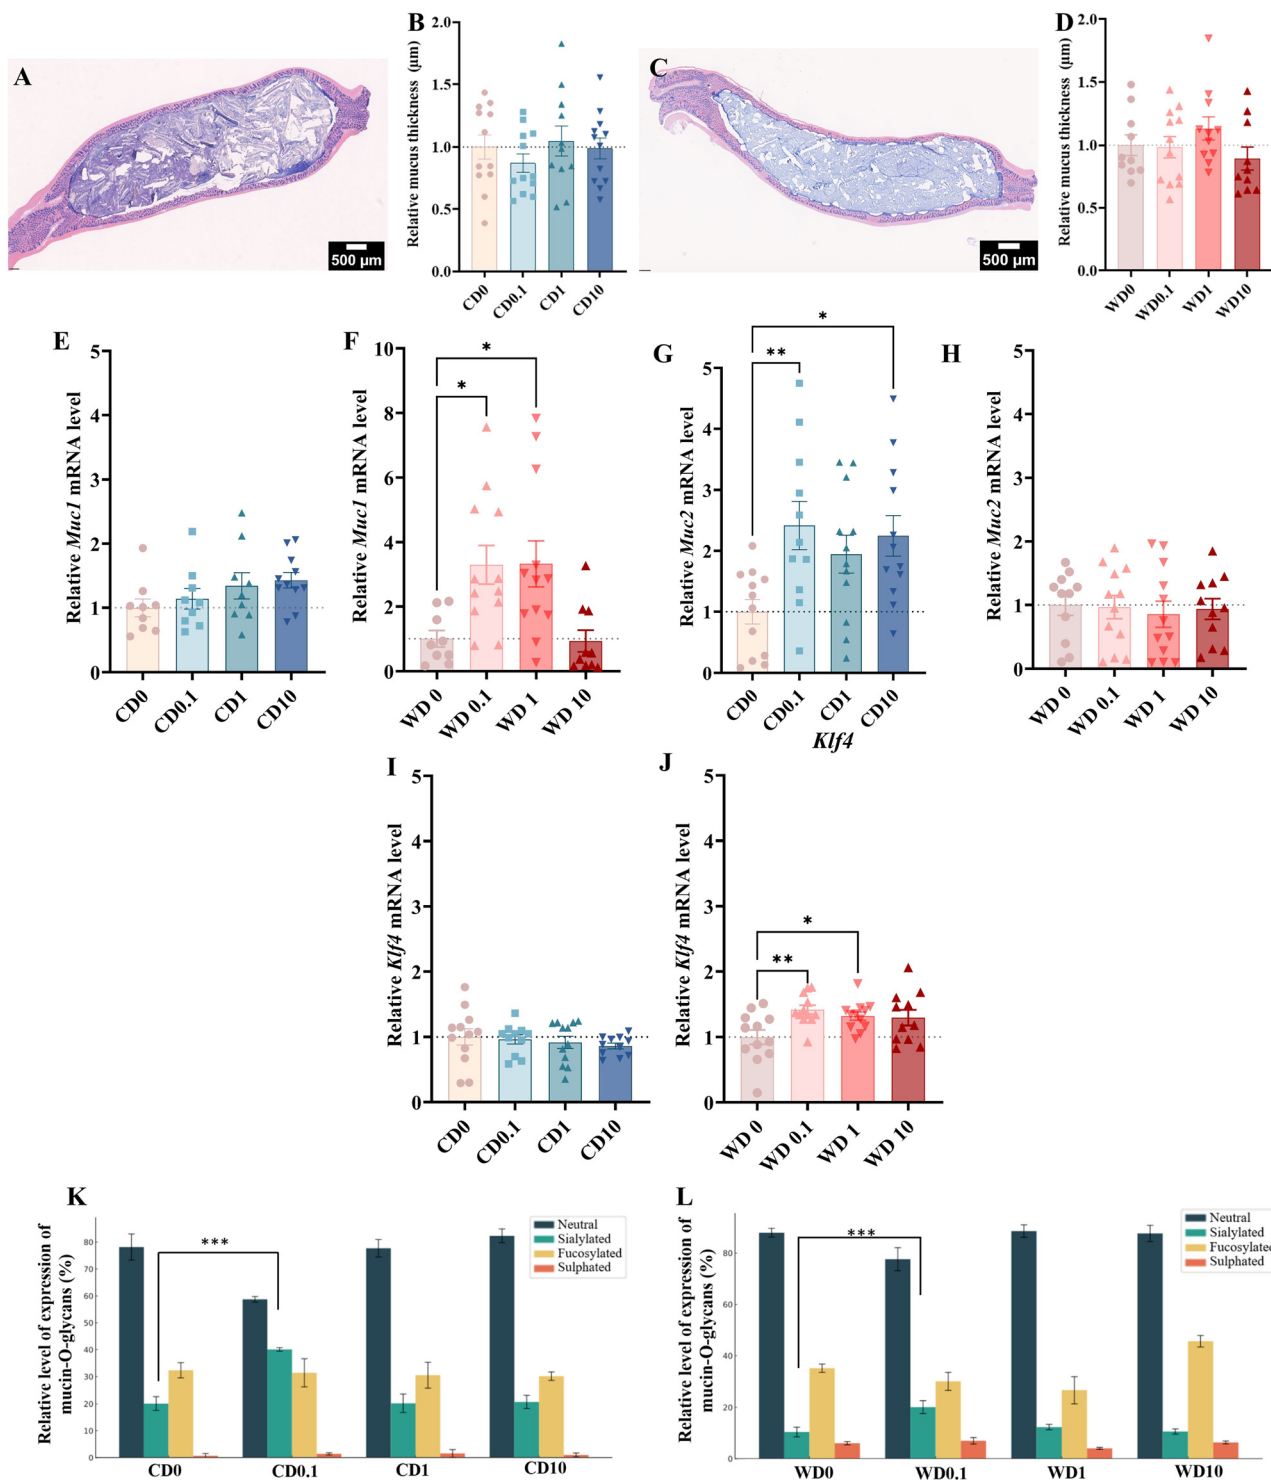 A
500 µm
B
Relative mucus thickness (µm)
2.0
1.5
1.0
0.5
0.0
CD0
CD0.1
CD1
CD10
C
500 µm
D
Relative mucus thickness (µm)
2.0
1.5
1.0
0.5
0.0
WD0
WD0.1
WD1
WD10
E
Relative Muc1 mRNA level
5
4
3
2
1
0
CD0
CD0.1
CD1
CD10
F
Relative Muc1 mRNA level
10
8
6
4
2
0
*
*
WD 0
WD 0.1
WD 1
WD 10
G
Relative Muc2 mRNA level
5
4
3
2
1
0
*
**
CD0
CD0.1
CD1
CD10
H
Relative Muc2 mRNA level
5
4
3
2
1
0
WD 0
WD 0.1
WD 1
WD 10
Klf4
I
Relative Klf4 mRNA level
5
4
3
2
1
0
CD0
CD0.1
CD1
CD10
J
Relative Klf4 mRNA level
5
4
3
2
1
0
*
**
WD 0
WD 0.1
WD 1
WD 10
K
Relative level of expression of
mucin-O-glycans (%)
80
70
60
50
40
30
20
10
0
***
Neutral
Sialylated
Fucosylated
Sulphated
CD0
CD0.1
CD1
CD10
L
Relative level of expression of
mucin-O-glycans (%)
80
60
40
20
0
***
Neutral
Sialylated
Fucosylated
Sulphated
WD0
WD0.1
WD1
WD10